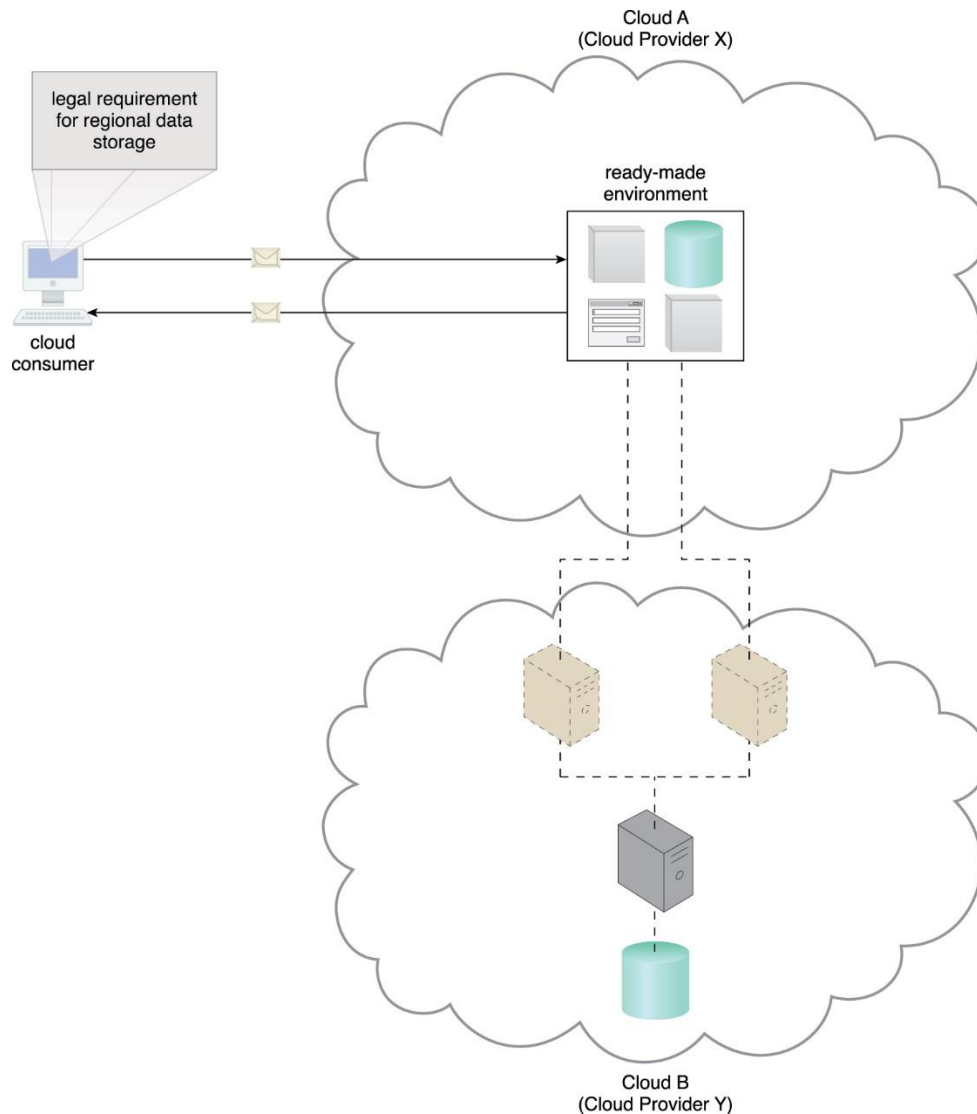 Cloud A
(Cloud Provider X)
legal requirement
for regional data
storage
ready-made
environment
cloud
consumer
Cloud B
(Cloud Provider Y)